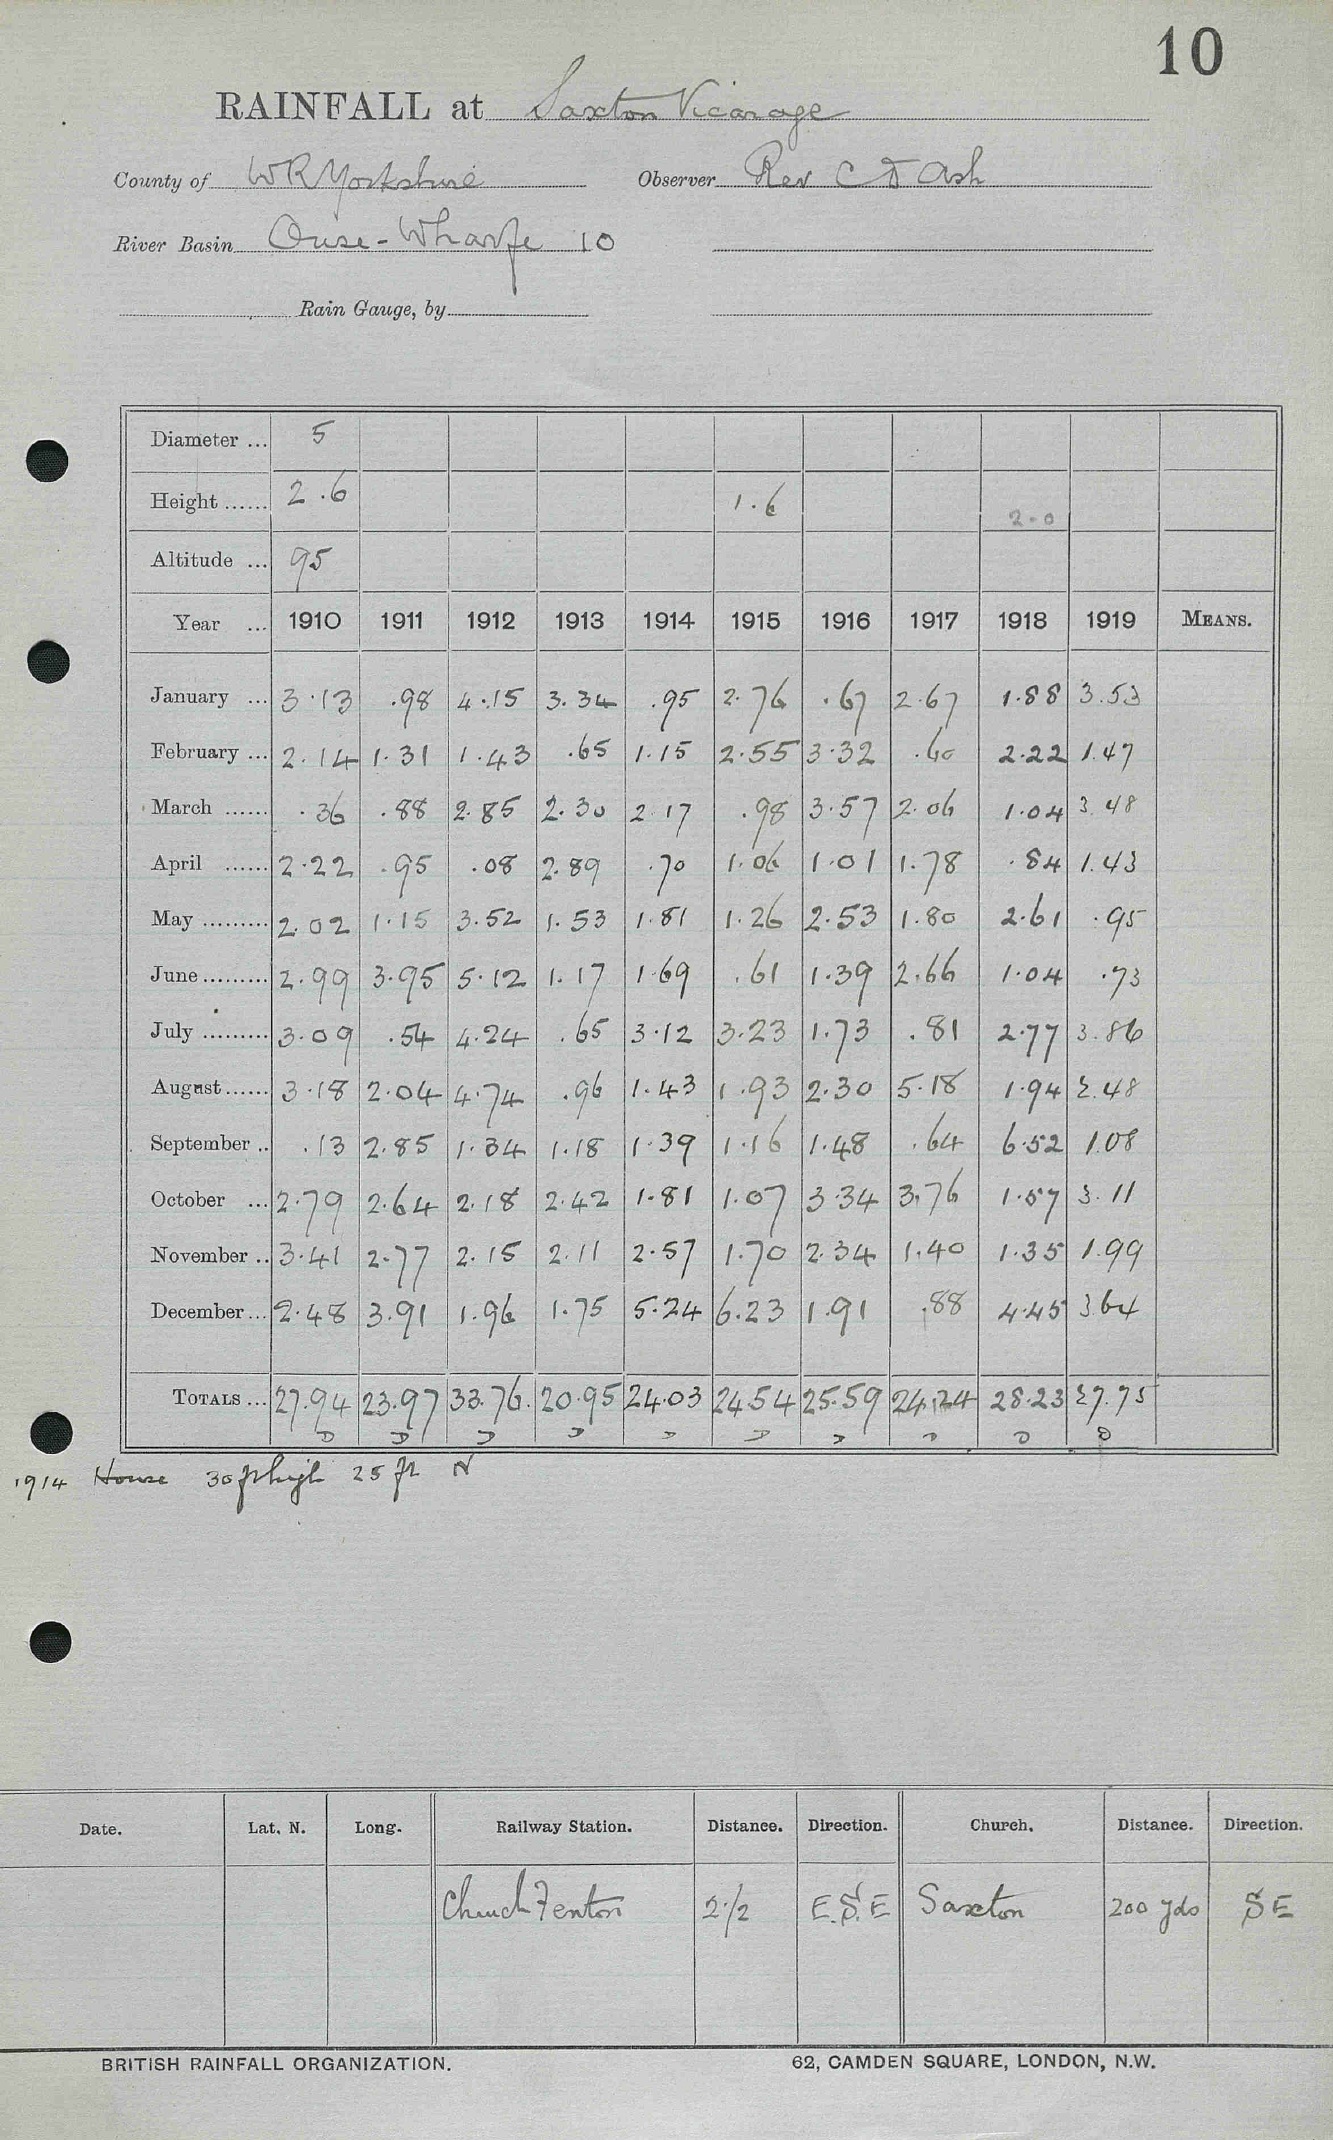 10
RAINFALL at Saxton Vicarage
County of WR Yorkshire Observer Rev C D Ash
River Basin Ouse-Wharfe 10
Rain Gauge, by
Diameter ... 5
Height ...... 2.6 1.6 2.0
Altitude ... 95
Year ... 1910 1911 1912 1913 1914 1915 1916 1917 1918 1919 MEANS.
January ... 3.13 .98 4.15 3.34 .95 2.76 .67 2.67 1.88 3.53
February ... 2.14 1.31 1.43 .65 1.15 2.55 3.32 .60 2.22 1.47
March ...... .36 .88 2.85 2.30 2.17 .98 3.57 2.06 1.04 3.48
April ...... 2.22 .95 .08 2.89 .70 1.06 1.01 1.78 .84 1.43
May ......... 2.02 1.15 3.52 1.53 1.81 1.26 2.53 1.80 2.61 .95
June ......... 2.99 3.95 5.12 1.17 1.69 .61 1.39 2.66 1.04 .73
July ......... 3.09 .54 4.24 .65 3.12 3.23 1.73 .81 2.77 3.86
August ...... 3.18 2.04 4.74 .96 1.43 1.93 2.30 5.18 1.94 2.48
September .. .13 2.85 1.34 1.18 1.39 1.16 1.48 .64 6.52 1.08
October ... 2.79 2.64 2.18 2.42 1.81 1.07 3.34 3.76 1.57 3.11
November .. 3.41 2.77 2.15 2.11 2.57 1.70 2.34 1.40 1.35 1.99
December ... 2.48 3.91 1.96 1.75 5.24 6.23 1.91 .88 4.45 3.64
TOTALS ... 27.94 23.97 33.76 20.95 24.03 24.54 25.59 24.24 28.23 27.75
D D D D D D D D D D
1914 House 30 ft high 25 ft N
Date. Lat. N. Long. Railway Station. Distance. Direction. Church. Distance. Direction.
Church Fenton 2 1/2 E.S.E Saxton 200 yds SE
BRITISH RAINFALL ORGANIZATION. 62, CAMDEN SQUARE, LONDON, N.W.